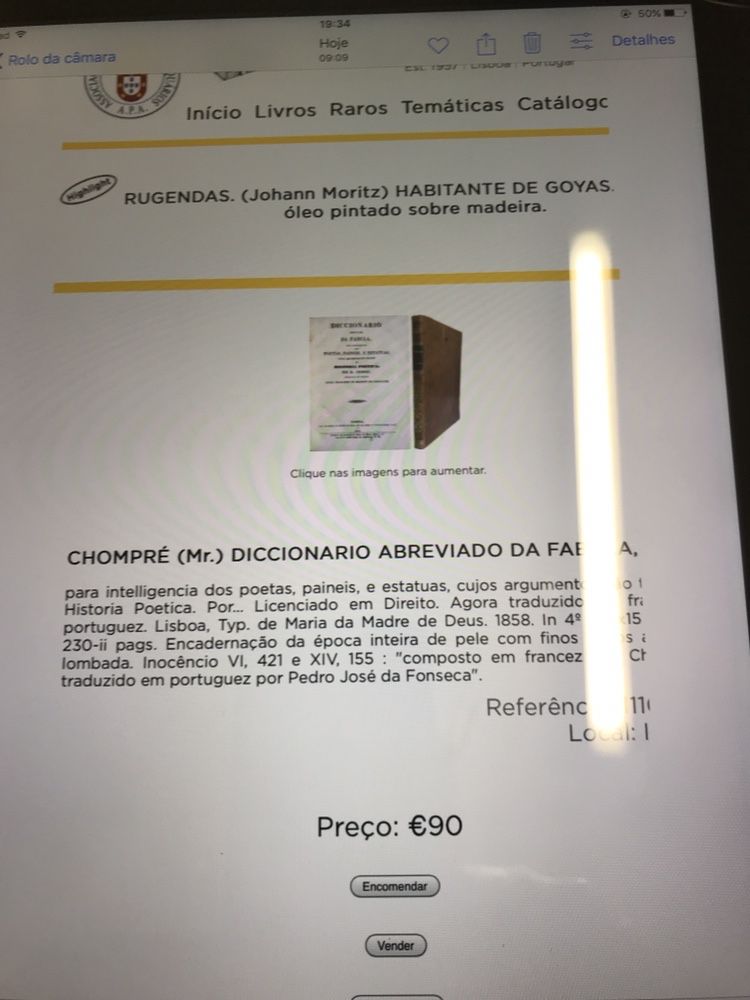 19:34
50%
Rolo da câmara
Hoje
09:09
Detalhes
A.P.A.
Lisboa Portugal
Início Livros Raros Temáticas
Highlight
RUGENDAS. (Johann Moritz) HABITANTE DE GOYAS.
óleo pintado sobre madeira.
DICCIONARIO
DA FABULA,
Clique nas imagens para aumentar.
CHOMPRÉ (Mr.) DICCIONARIO ABREVIADO DA
para intelligencia dos poetas, paineis, e estatuas, cujos
Historia Poetica. Por... Licenciado em Direito. Agora traduzido
portuguez. Lisboa, Typ. de Maria da Madre de Deus. 1858. In 4º
230-ii pags. Encadernação da época inteira de pele com finos
lombada. Inocêncio VI, 421 e XIV, 155 : "composto em francez
traduzido em portuguez por Pedro José da Fonseca".
Local:
Preço: €90
Encomendar
Vender